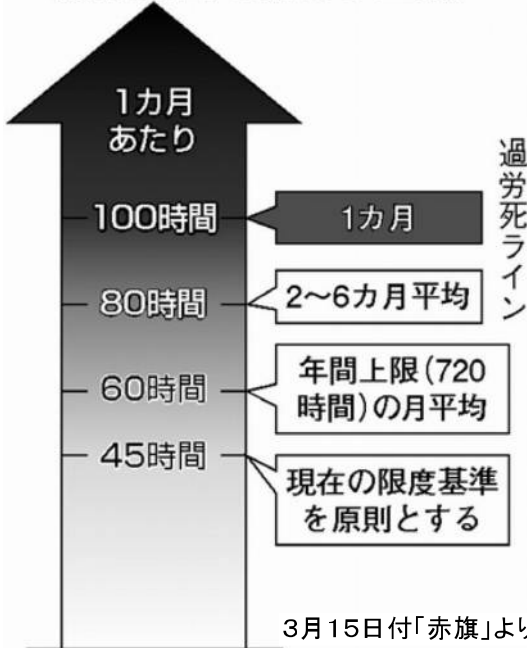 1カ月
あたり
100時間
1カ月
過労死ライン
80時間
2〜6カ月平均
60時間
年間上限(720
時間)の月平均
45時間
現在の限度基準
を原則とする
3月15日付「赤旗」より